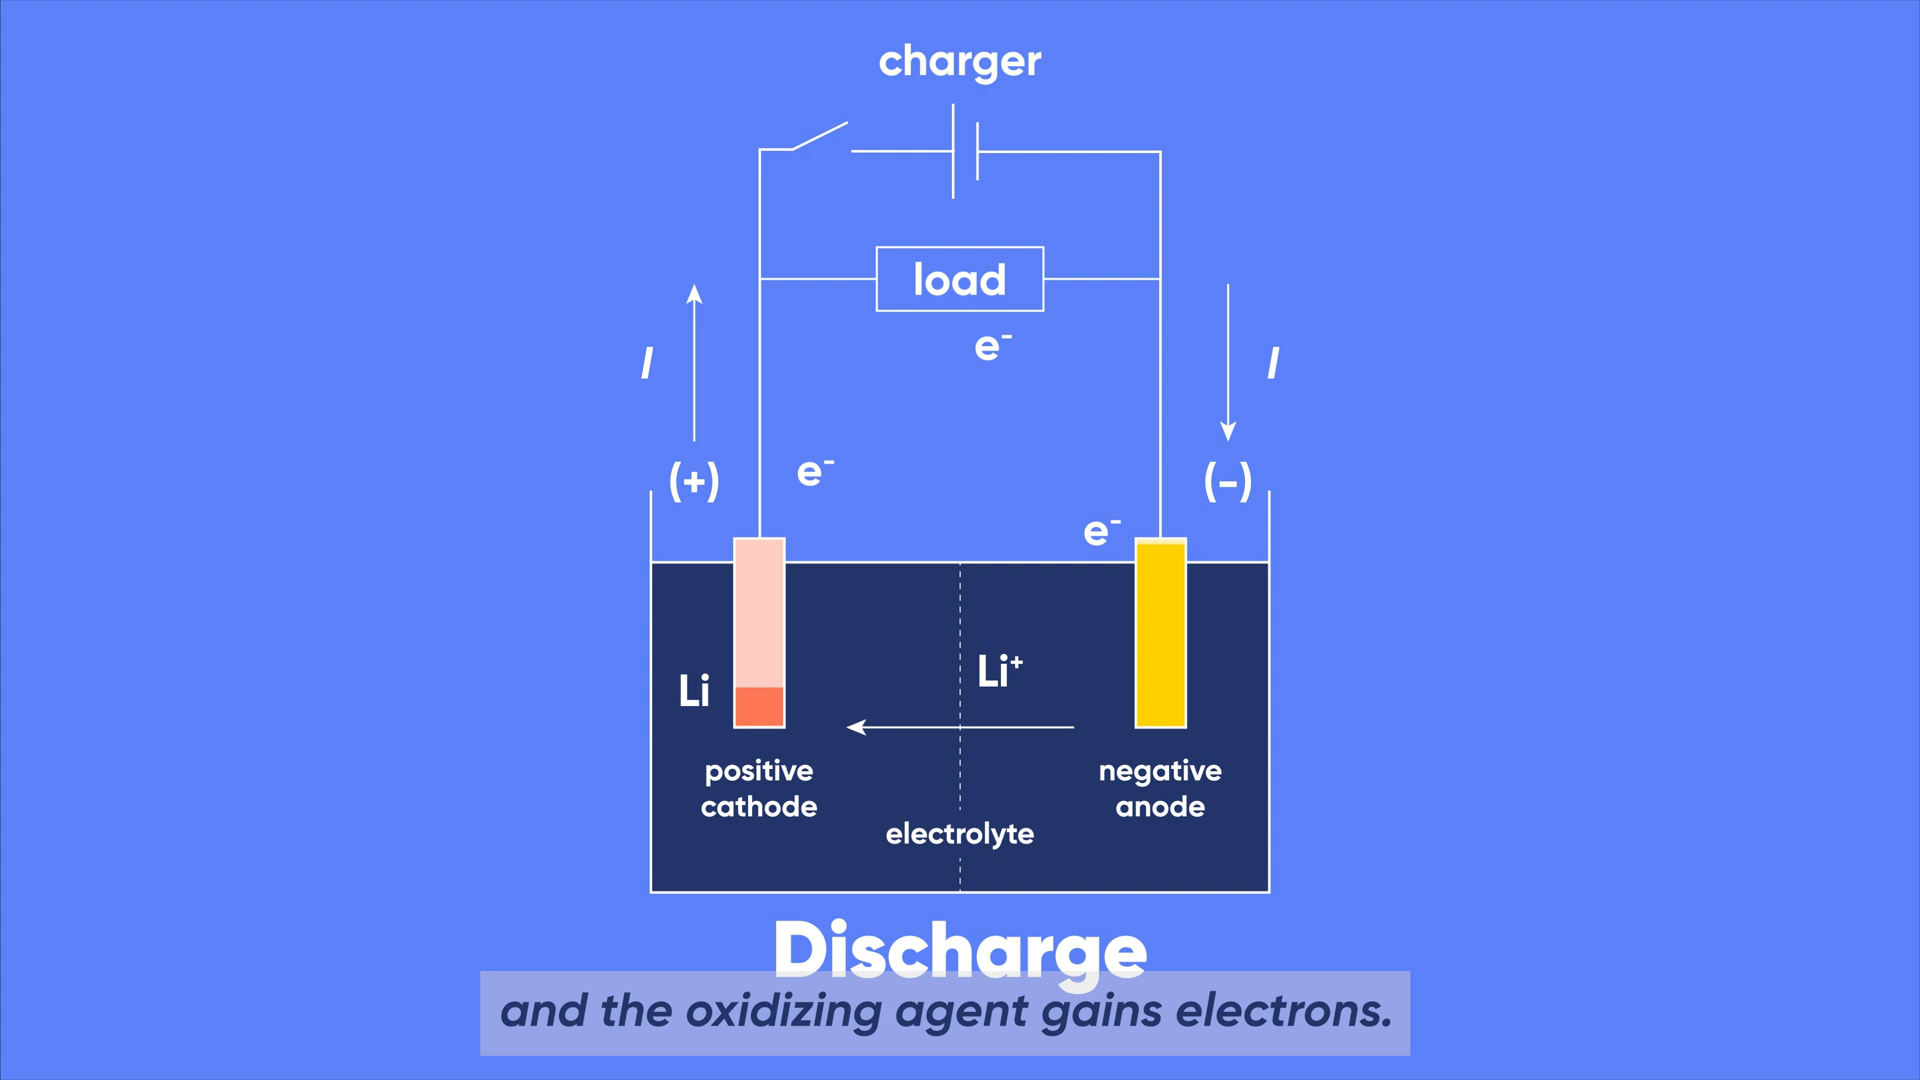 charger
load
e⁻
I
I
(+)
e⁻
(-)
e⁻
Li
Li⁺
positive
cathode
negative
anode
electrolyte
Discharge
and the oxidizing agent gains electrons.